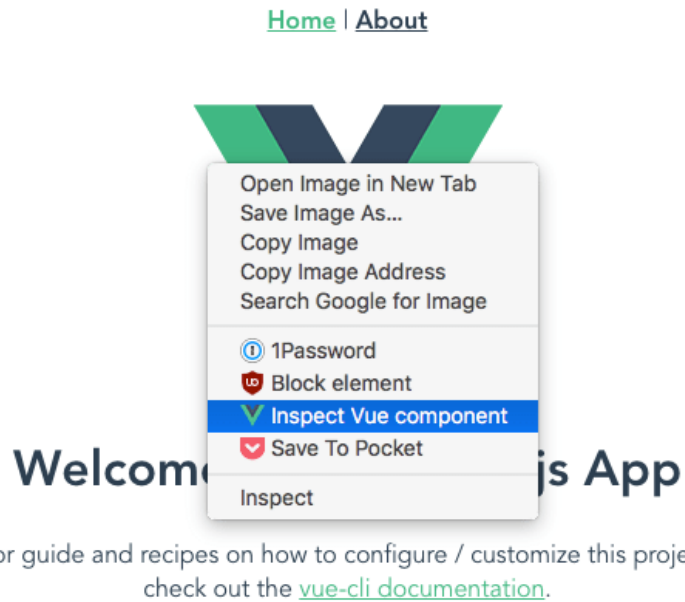 Home | About
Open Image in New Tab
Save Image As...
Copy Image
Copy Image Address
Search Google for Image
1Password
Block element
Inspect Vue component
Save To Pocket
Welcom js App
Inspect
or guide and recipes on how to configure / customize this proje
check out the vue-cli documentation.